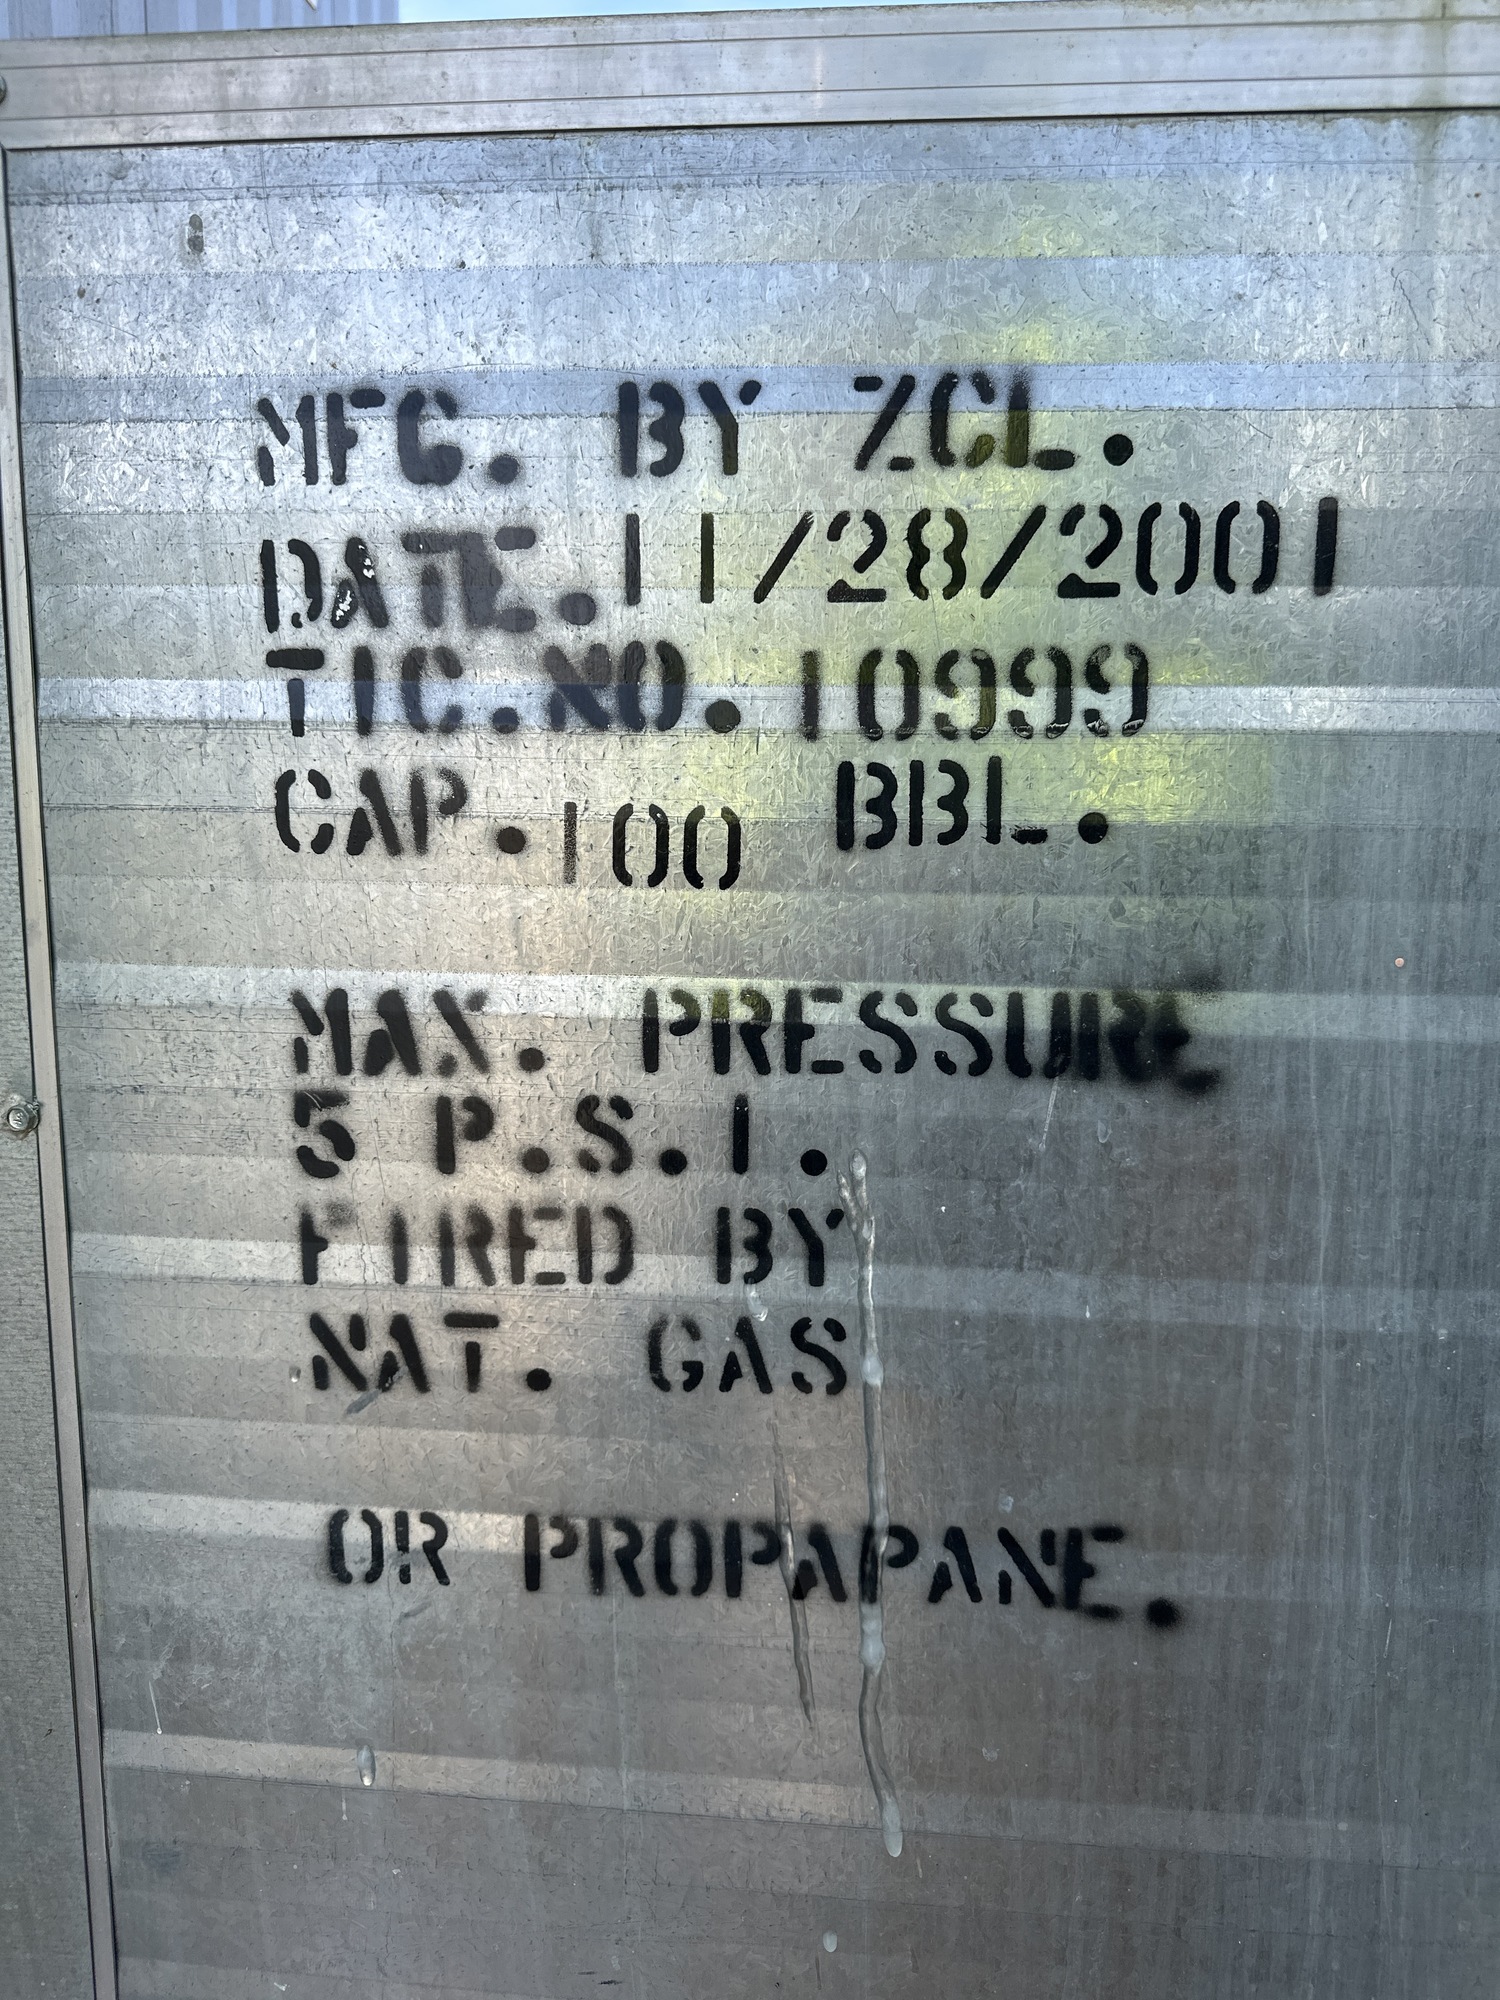 MFG. BY ZCL.
DATE. 11/28/2001
TIC.NO. 10999
CAP. 100 BBL.
MAX. PRESSURE
5 P.S.I.
FIRED BY
NAT. GAS
OR PROPAPANE.